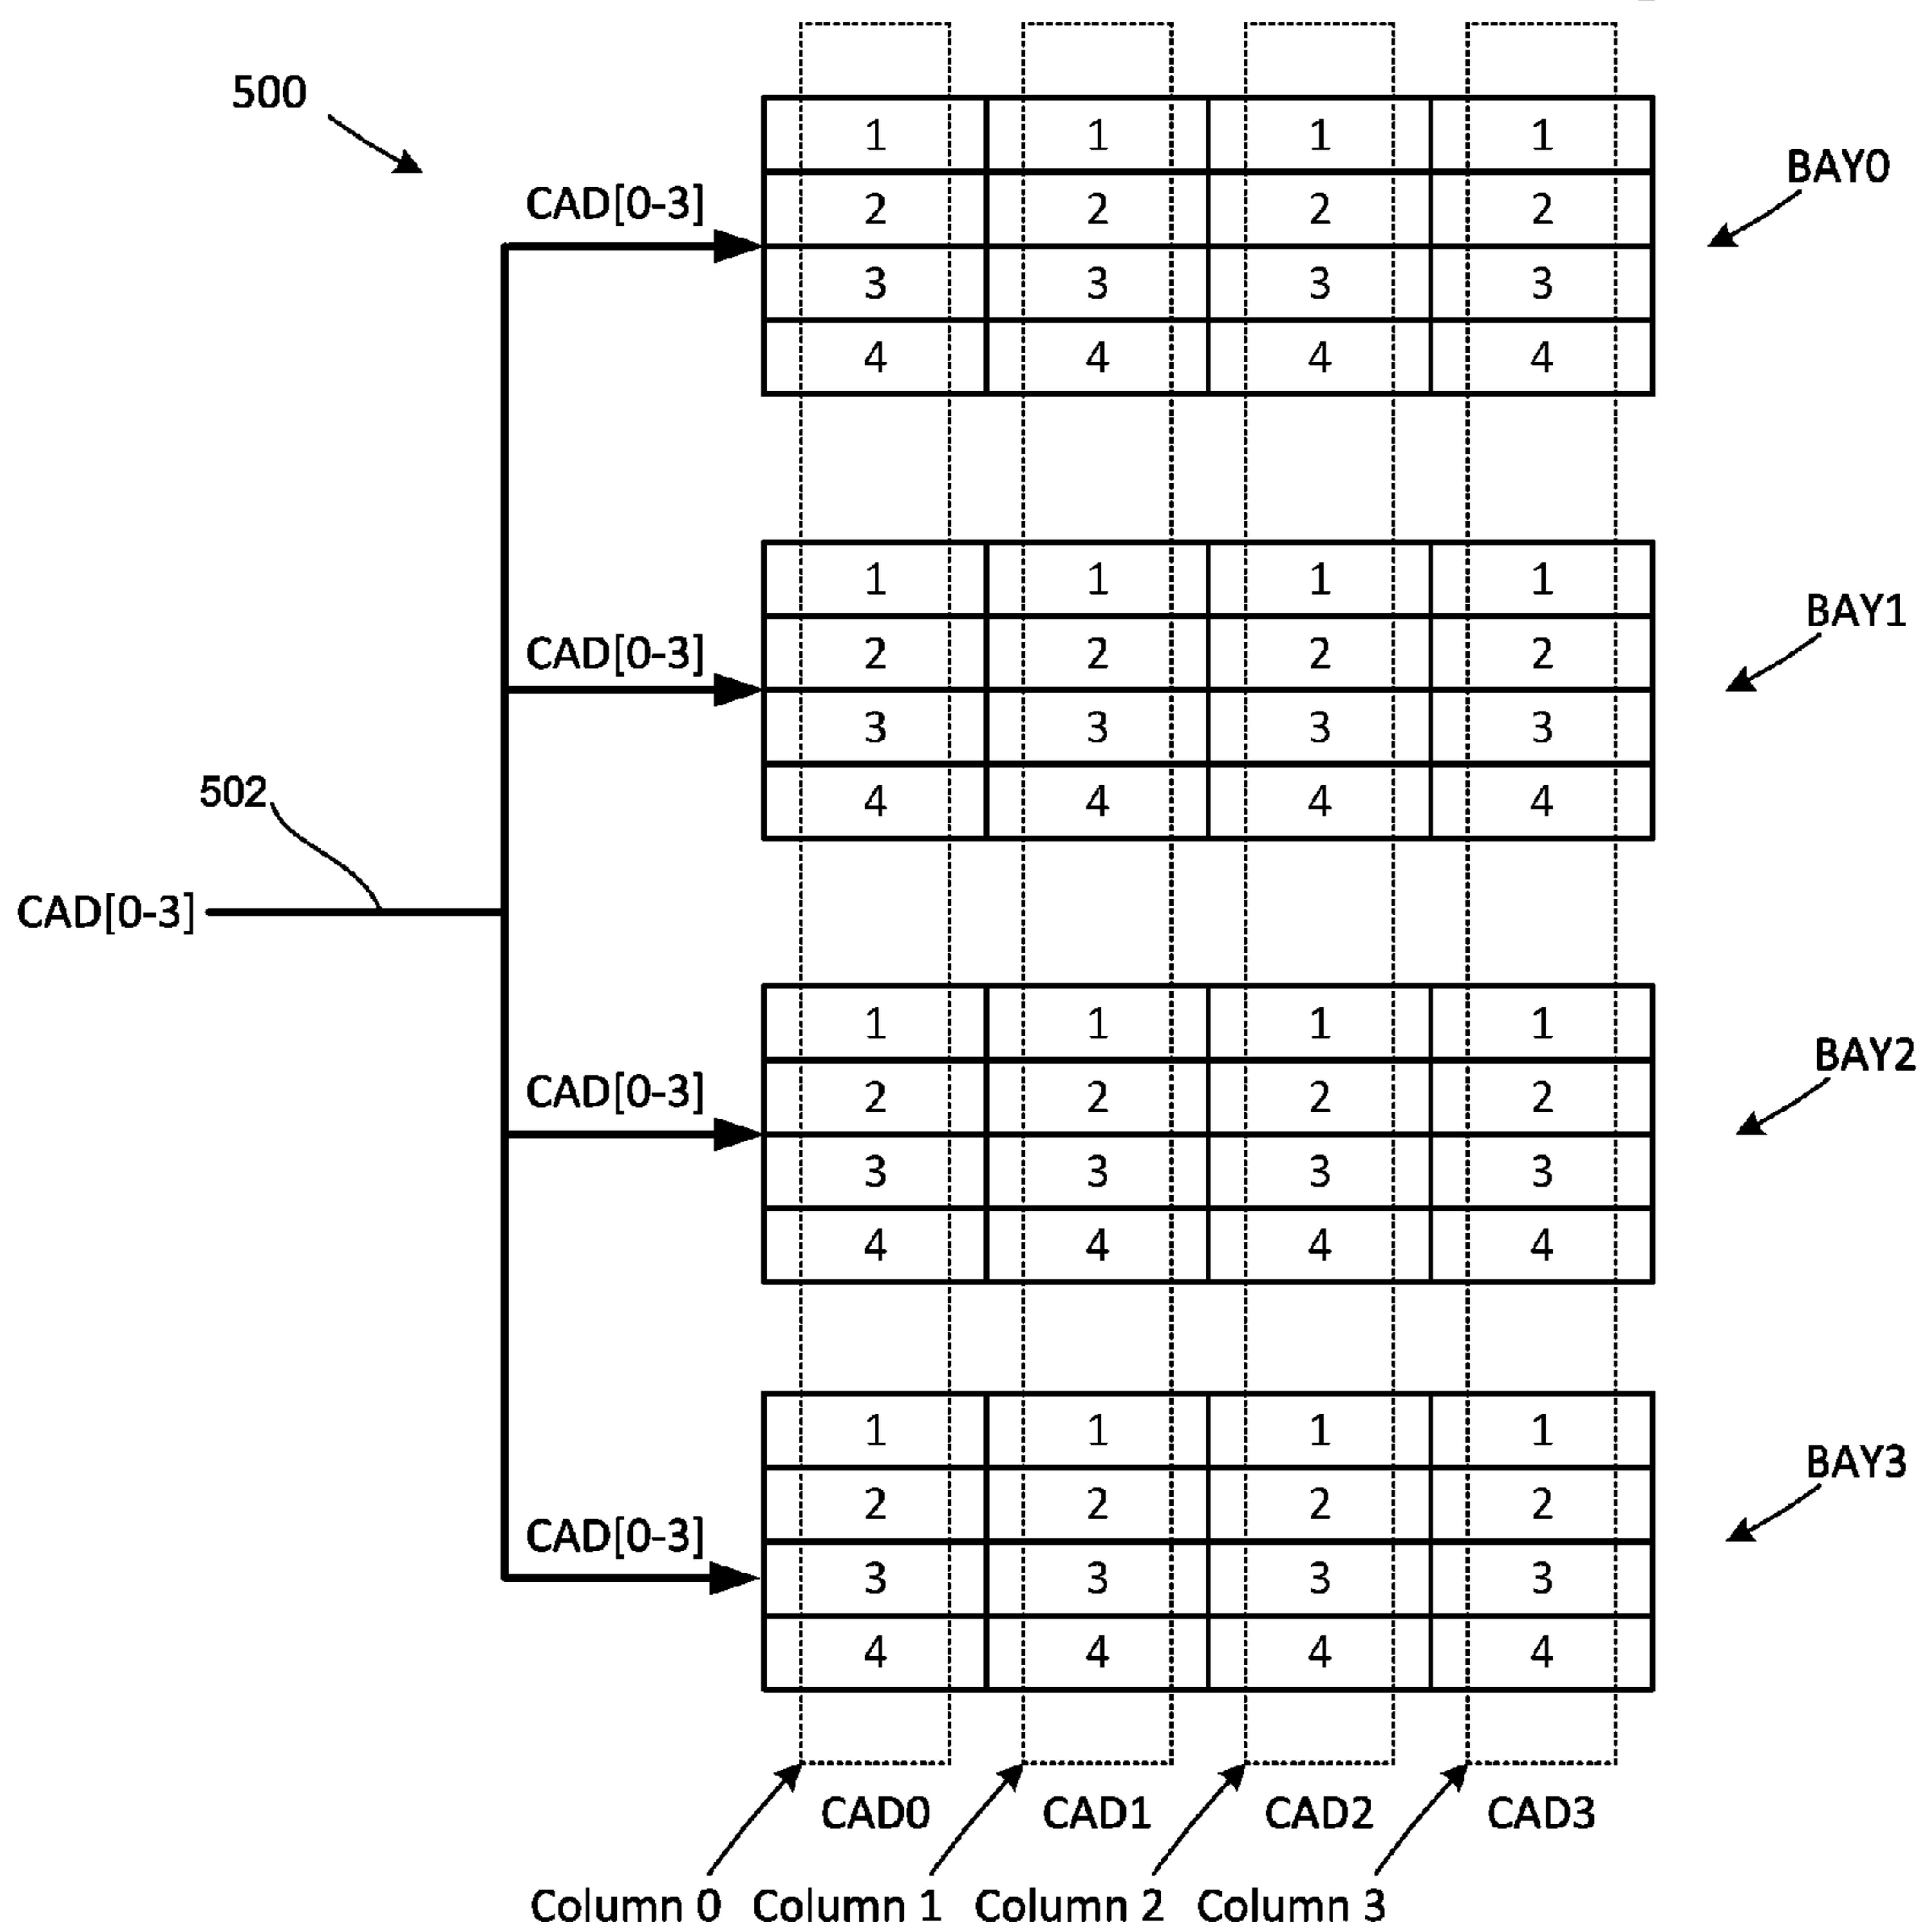 500
CAD[0-3]
1 1 1 1
BAY0
2 2 2 2
3 3 3 3
4 4 4 4
CAD[0-3]
1 1 1 1
BAY1
2 2 2 2
3 3 3 3
4 4 4 4
502
CAD[0-3]
CAD[0-3]
1 1 1 1
BAY2
2 2 2 2
3 3 3 3
4 4 4 4
CAD[0-3]
1 1 1 1
BAY3
2 2 2 2
3 3 3 3
4 4 4 4
CAD0 CAD1 CAD2 CAD3
Column 0 Column 1 Column 2 Column 3